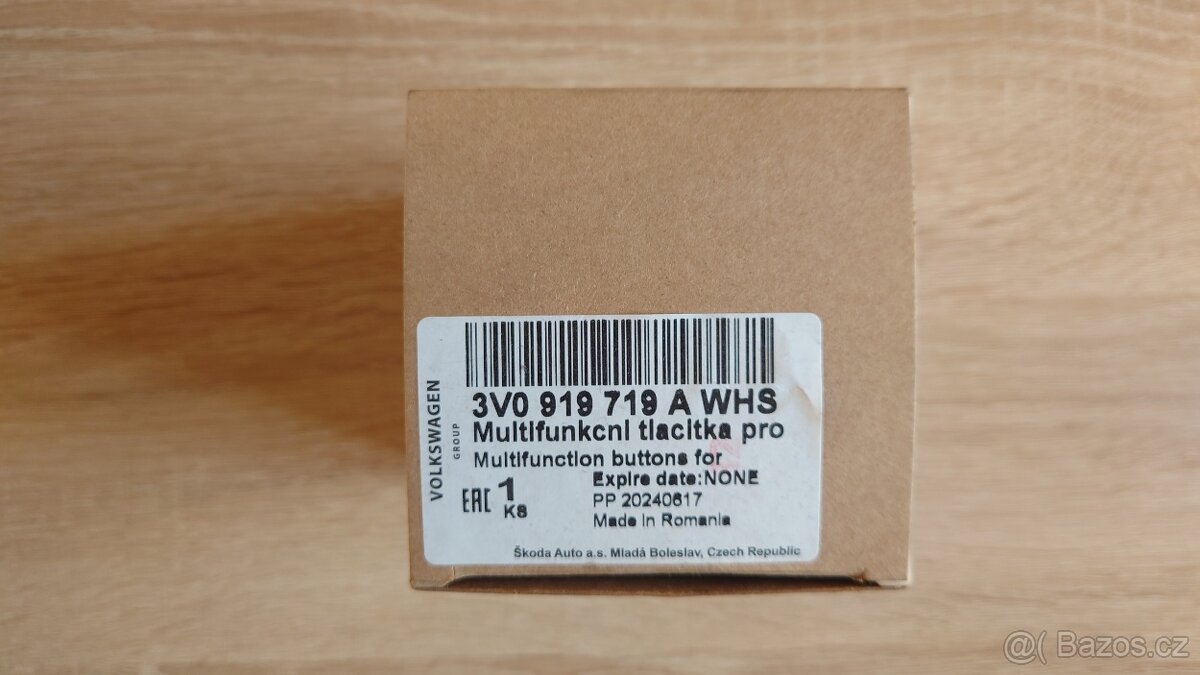 VOLKSWAGEN
GROUP
3V0 919 719 A WHS
Multifunkcni tlacitka pro
Multifunction buttons for
Expire date:NONE
EAC 1
KS
PP 20240617
Made in Romania
Škoda Auto a.s. Mladá Boleslav, Czech Republic
@( Bazos.cz